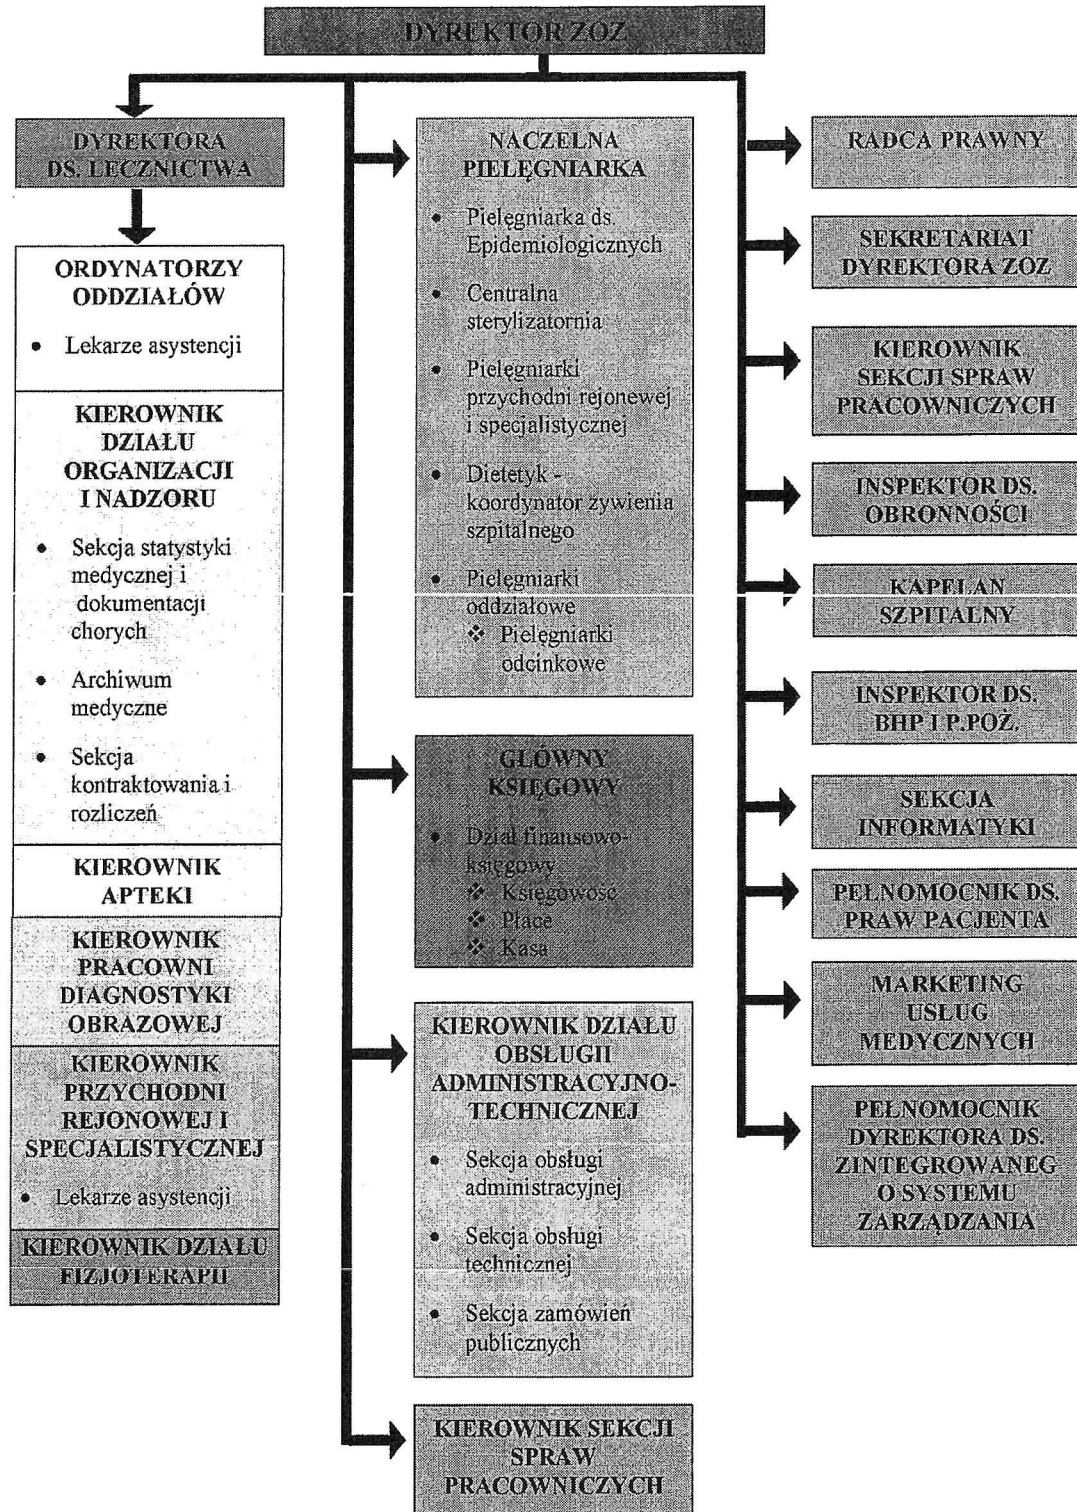 DYREKTOR ZOZ
DYREKTORA
DS. LECZNICTWA
ORDYNATORZY
ODDZIAŁÓW
• Lekarze asystencji
KIEROWNIK
DZIAŁU
ORGANIZACJI
I NADZORU
• Sekcja statystyki
medycznej i
dokumentacji
chorych
• Archiwum
medyczne
• Sekcja
kontraktowania i
rozliczeń
KIEROWNIK
APTEKI
KIEROWNIK
PRACOWNI
DIAGNOSTYKI
OBRAZOWEJ
KIEROWNIK
PRZYCHODNI
REJONOWEJ I
SPECJALISTYCZNEJ
• Lekarze asystencji
KIEROWNIK DZIAŁU
FIZJOTERAPII
NACZELNA
PIELĘGNIARKA
• Pielęgniarka ds.
Epidemiologicznych
• Centralna
sterylizatornia
• Pielęgniarki
przychodni rejonewej
i specjalistycznej
• Dietetyk -
koordynator żywienia
szpitalnego
• Pielęgniarki
oddziałowe
❖ Pielęgniarki
odcinkowe
GŁÓWNY
KSIĘGOWY
• Dział finansowo-
księgowy
❖ Księgowość
❖ Płace
❖ Kasa
KIEROWNIK DZIAŁU
OBSŁUGII
ADMINISTRACYJNO-
TECHNICZNEJ
• Sekcja obsługi
administracyjnej
• Sekcja obsługi
technicznej
• Sekcja zamówień
publicznych
KIEROWNIK SEKCJI
SPRAW
PRACOWNICZYCH
RADCA PRAWNY
SEKRETARIAT
DYREKTORA ZOZ
KIEROWNIK
SEKCJI SPRAW
PRACOWNICZYCH
INSPEKTOR DS.
OBRONNOŚCI
KAPELAN
SZPITALNY
INSPEKTOR DS.
BHP I P.POŻ.
SEKCJA
INFORMATYKI
PEŁNOMOCNIK DS.
PRAW PACJENTA
MARKETING
USŁUG
MEDYCZNYCH
PEŁNOMOCNIK
DYREKTORA DS.
ZINTEGROWANEG
O SYSTEMU
ZARZĄDZANIA